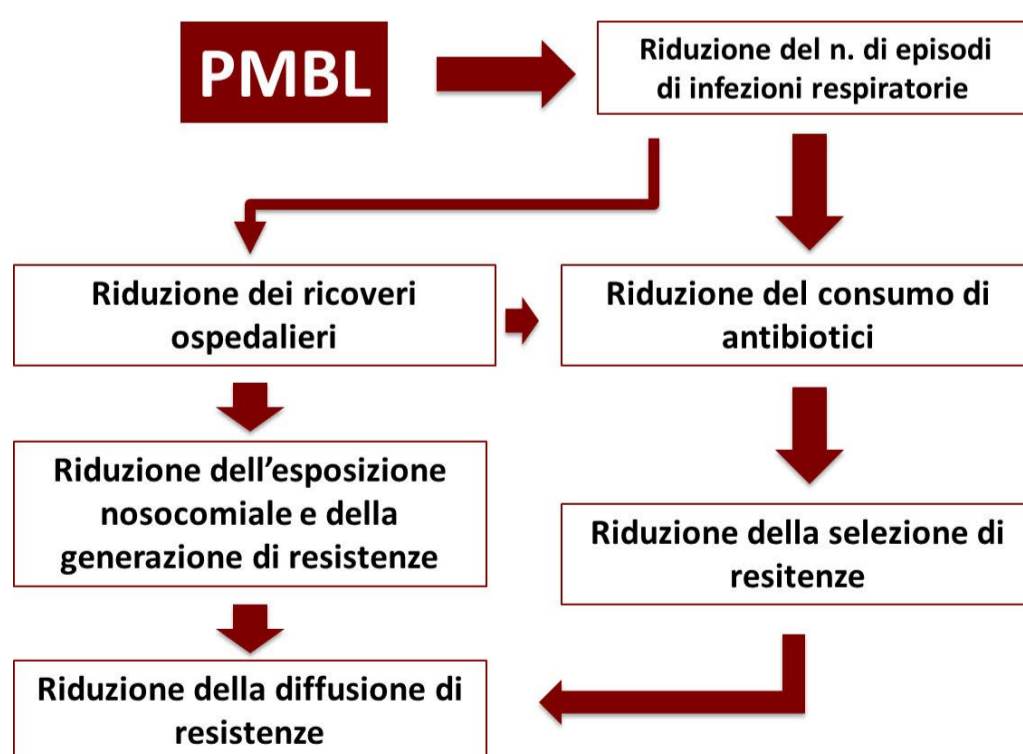 PMBL
Riduzione del n. di episodi
di infezioni respiratorie
Riduzione dei ricoveri
ospedalieri
Riduzione del consumo di
antibiotici
Riduzione dell’esposizione
nosocomiale e della
generazione di resistenze
Riduzione della selezione di
resitenze
Riduzione della diffusione di
resistenze